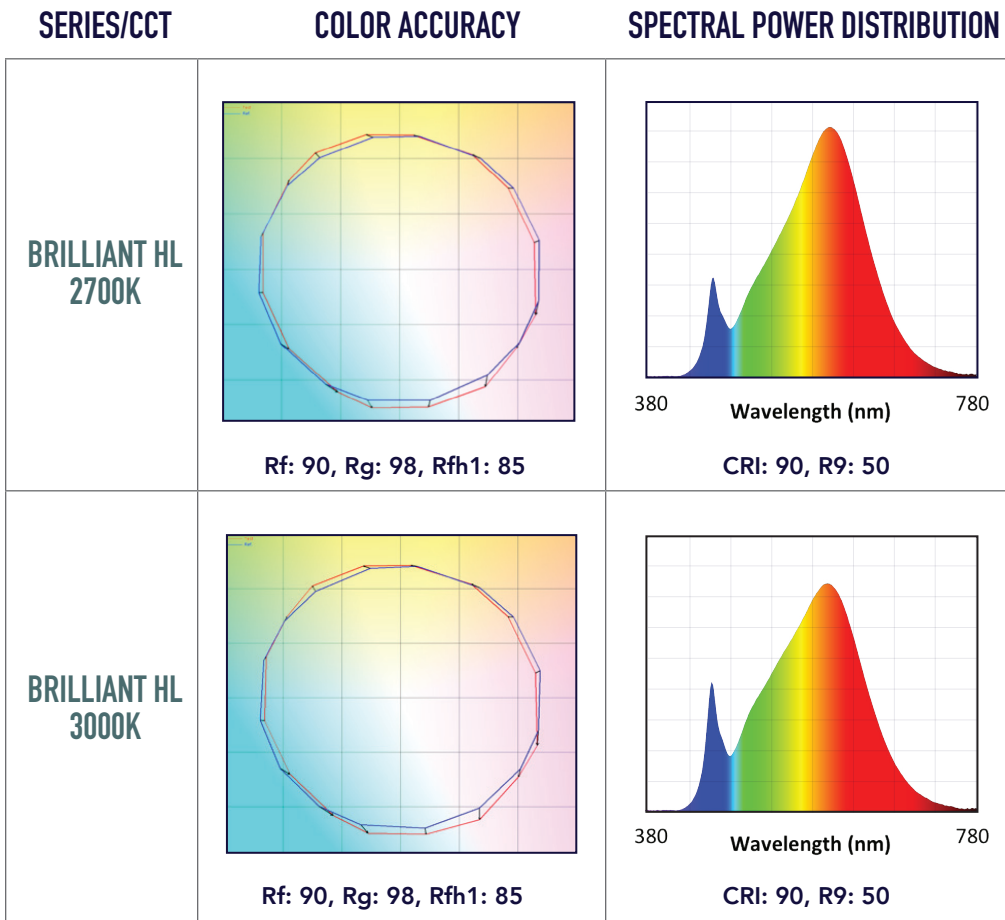 SERIES/CCT
COLOR ACCURACY
SPECTRAL POWER DISTRIBUTION
BRILLIANT HL
2700K
380
Wavelength (nm)
780
Rf: 90, Rg: 98, Rfh1: 85
CRI: 90, R9: 50
BRILLIANT HL
3000K
380
Wavelength (nm)
780
Rf: 90, Rg: 98, Rfh1: 85
CRI: 90, R9: 50